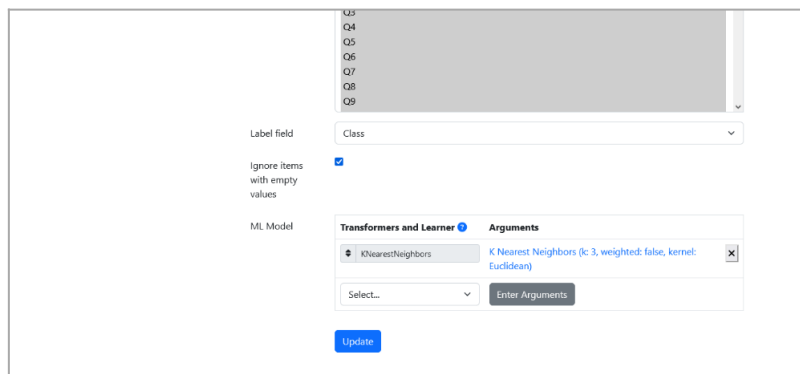 Q3
Q4
Q5
Q6
Q7
Q8
Q9
Label field
Class
Ignore items
with empty
values
ML Model
Transformers and Learner ?
Arguments
KNearestNeighbors
K Nearest Neighbors (k: 3, weighted: false, kernel:
Euclidean)
Select...
Enter Arguments
Update